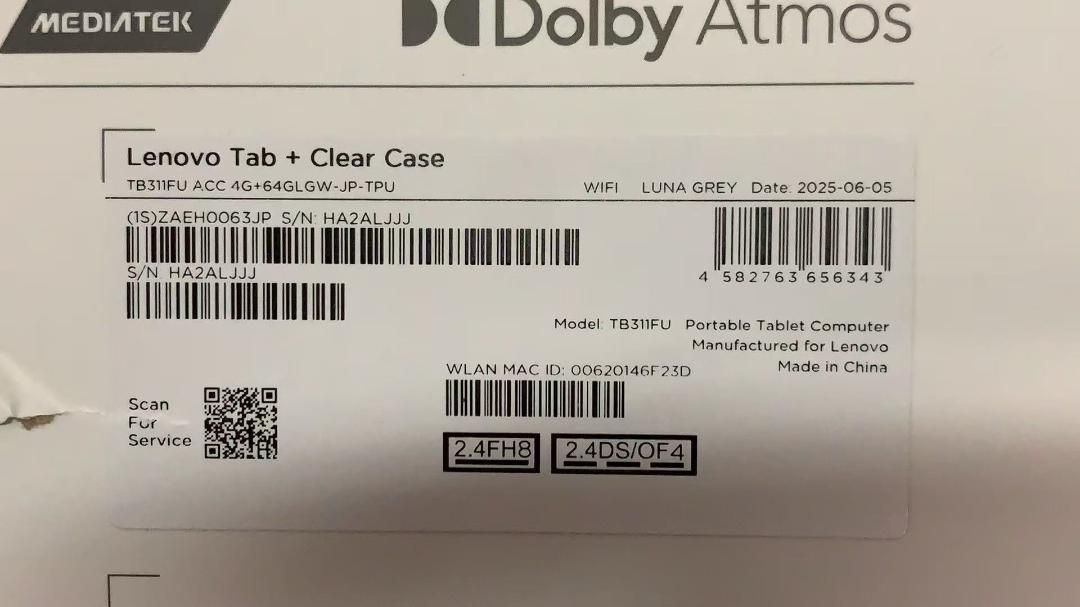 MEDIATEK
Dolby Atmos
Lenovo Tab + Clear Case
TB311FU ACC 4G+64GLGW-JP-TPU WIFI LUNA GREY Date: 2025-06-05
(1S)ZAEH0063JP S/N: HA2ALJJJ
S/N HA2ALJJJ
4 582763 656343
Model: TB311FU Portable Tablet Computer
Manufactured for Lenovo
Made in China
WLAN MAC ID: 00620146F23D
Scan
For
Service
2.4FH8 2.4DS/OF4